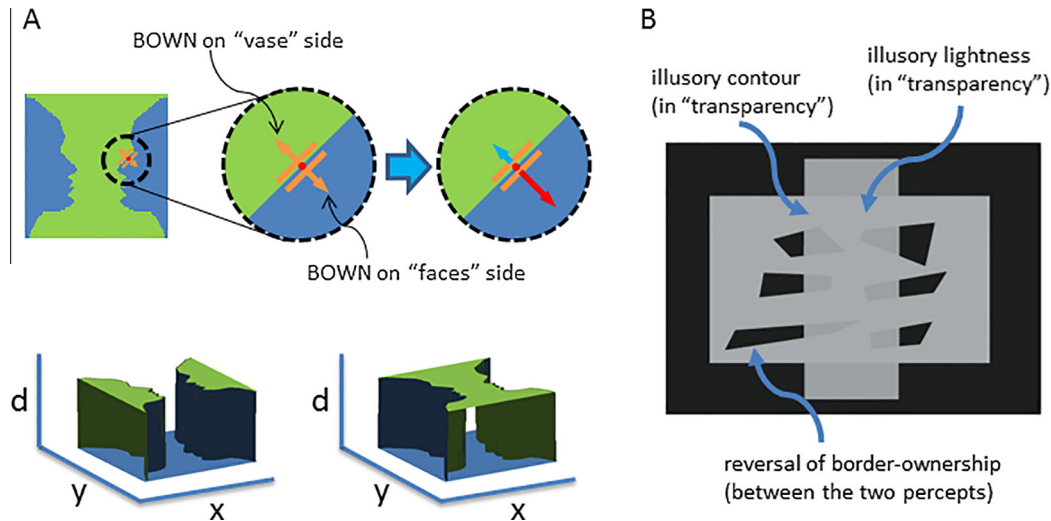 A
BOWN on “vase” side
BOWN on “faces” side
d
y
x
d
y
x
B
illusory contour
(in “transparency”)
illusory lightness
(in “transparency”)
reversal of border-ownership
(between the two percepts)